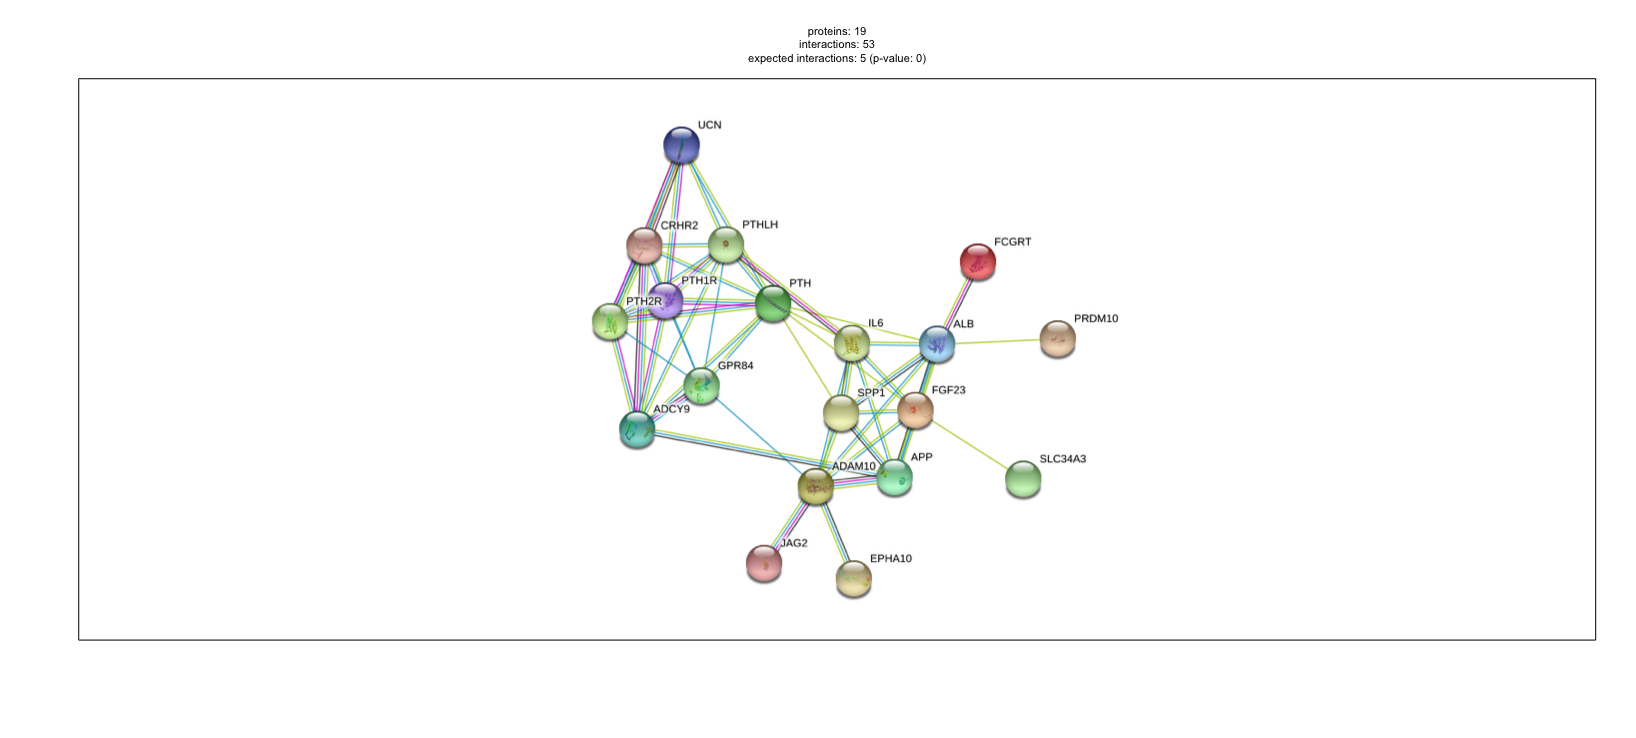 proteins: 19
interactions: 53
expected interactions: 5 (p-value: 0)
UCN
CRHR2
PTHLH
FCGRT
PTH1R
PTH
PTH2R
IL6
ALB
PRDM10
GPR84
SPP1
FGF23
ADCY9
ADAM10
APP
SLC34A3
JAG2
EPHA10